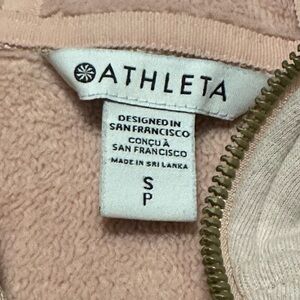 ATHLETA
DESIGNED IN
SAN FRANCISCO
CONÇU À
SAN FRANCISCO
MADE IN SRI LANKA
S
P